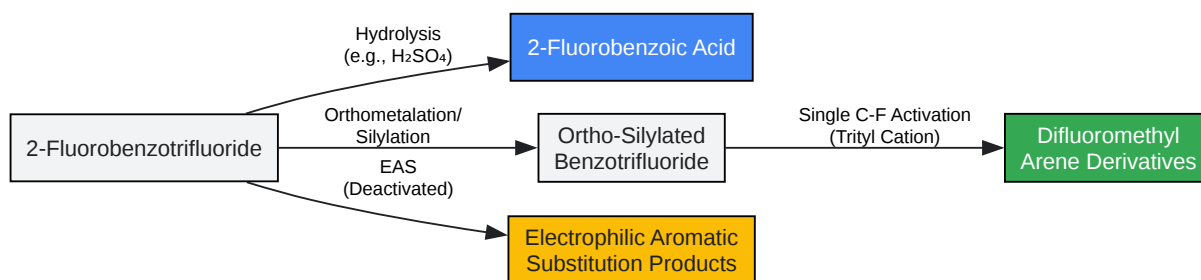 Hydrolysis
(e.g., H₂SO₄)
2-Fluorobenzoic Acid
2-Fluorobenzotrifluoride
Orthometalation/
Silylation
Ortho-Silylated
Benzotrifluoride
Single C-F Activation
(Trityl Cation)
Difluoromethyl
Arene Derivatives
EAS
(Deactivated)
Electrophilic Aromatic
Substitution Products